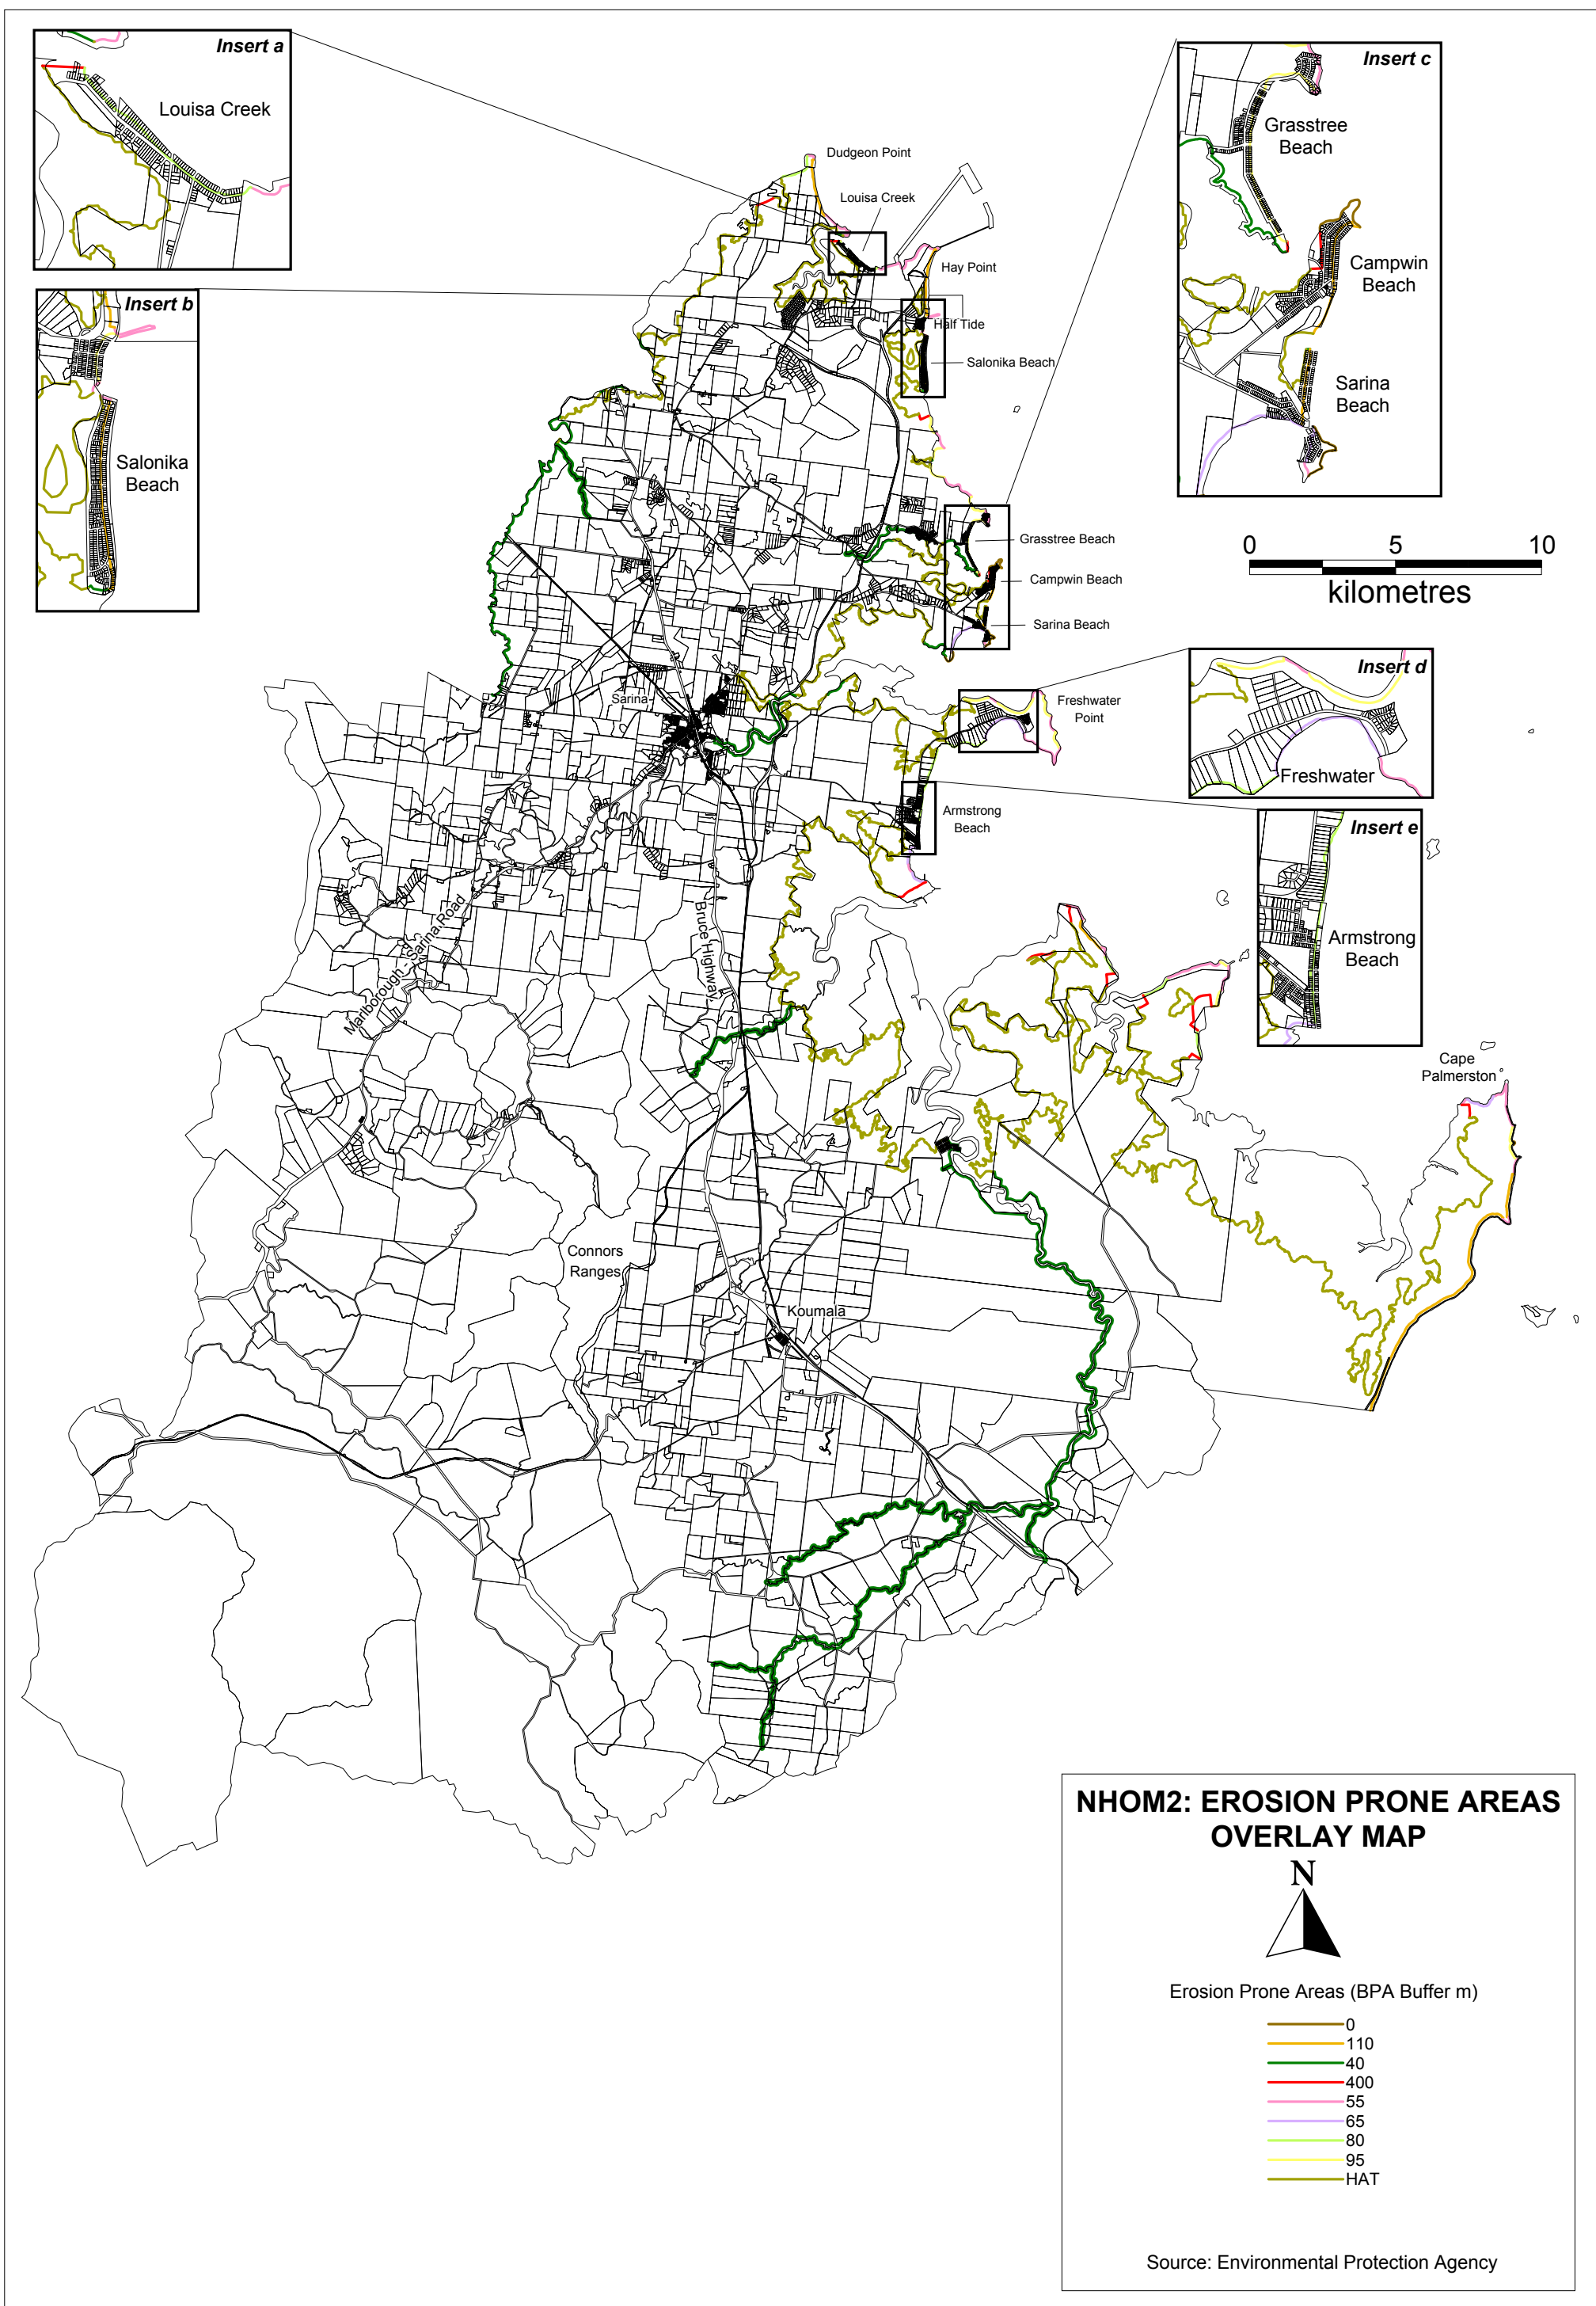 Insert a
Louisa Creek
Insert b
Salonika
Beach
Insert c
Grasstree
Beach
Campwin
Beach
Sarina
Beach
Dudgeon Point
Louisa Creek
Hay Point
Half Tide
Salonika Beach
Grasstree Beach
Campwin Beach
Sarina Beach
0 5 10
kilometres
Insert d
Freshwater
Freshwater
Point
Sarina
Armstrong
Beach
Insert e
Armstrong
Beach
Marlborough - Sarina Road
Bruce Highway
Cape
Palmerston
Connors
Ranges
Koumala
NHOM2: EROSION PRONE AREAS
OVERLAY MAP
N
Erosion Prone Areas (BPA Buffer m)
0
110
40
400
55
65
80
95
HAT
Source: Environmental Protection Agency